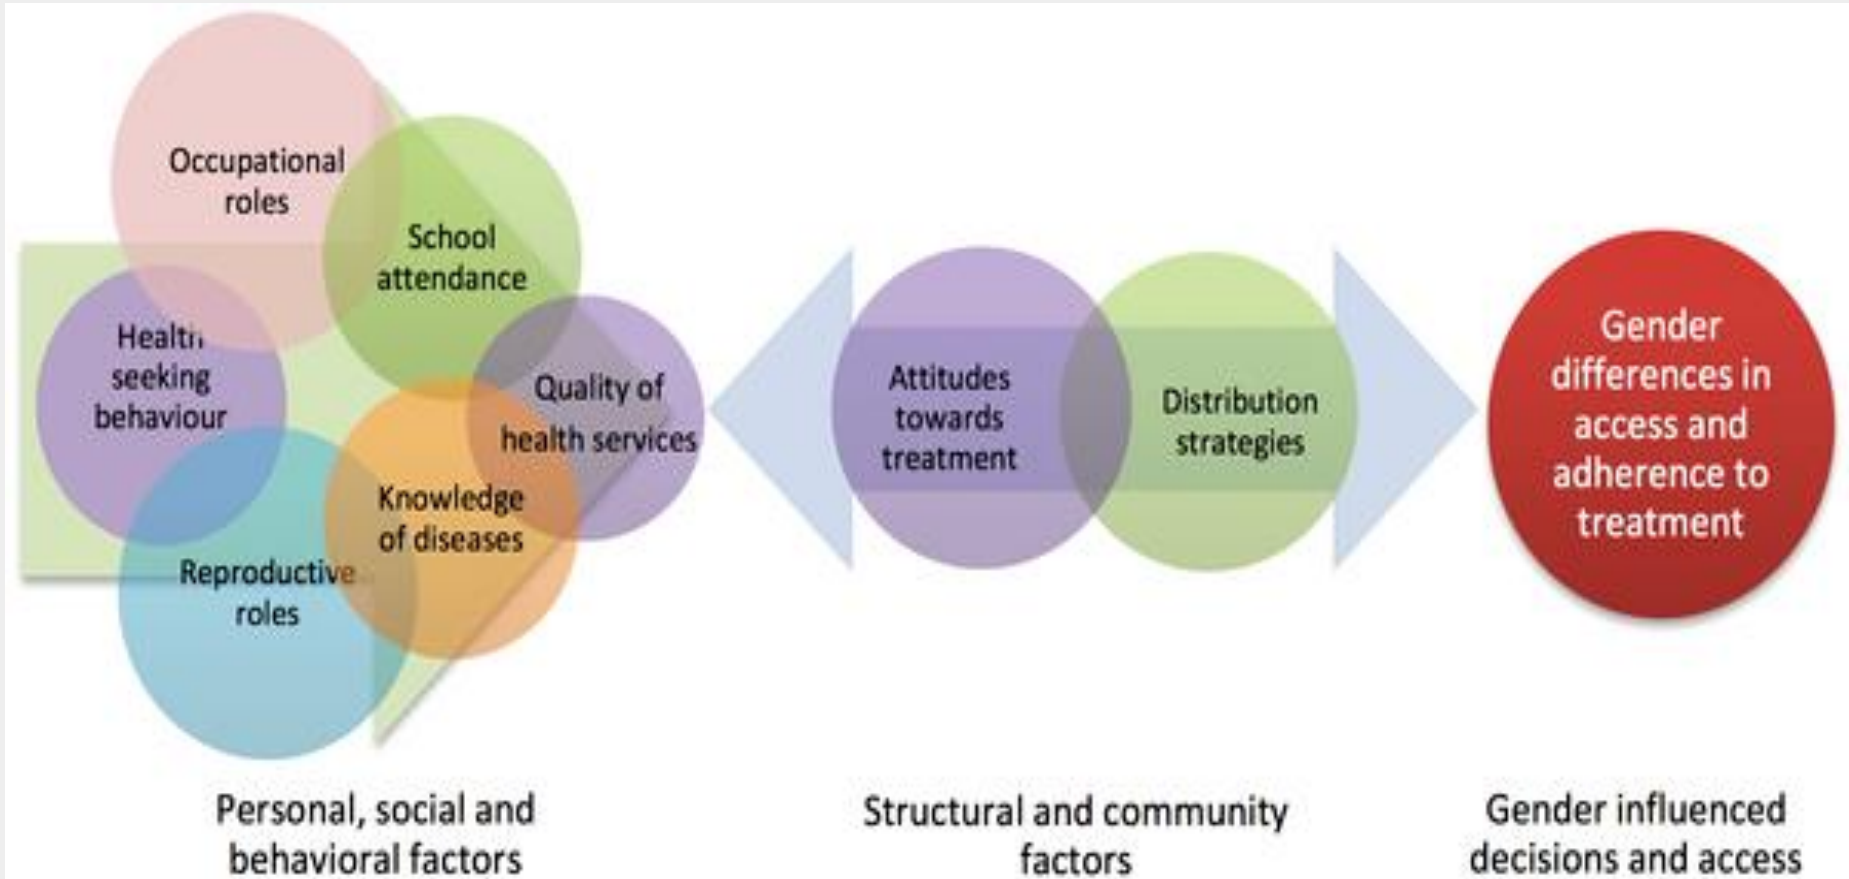 Occupational
roles
School
attendance
Health
seeking
behaviour
Quality of
health services
Knowledge
of diseases
Reproductive
roles
Attitudes
towards
treatment
Distribution
strategies
Gender
differences in
access and
adherence to
treatment
Personal, social and
behavioral factors
Structural and community
factors
Gender influenced
decisions and access